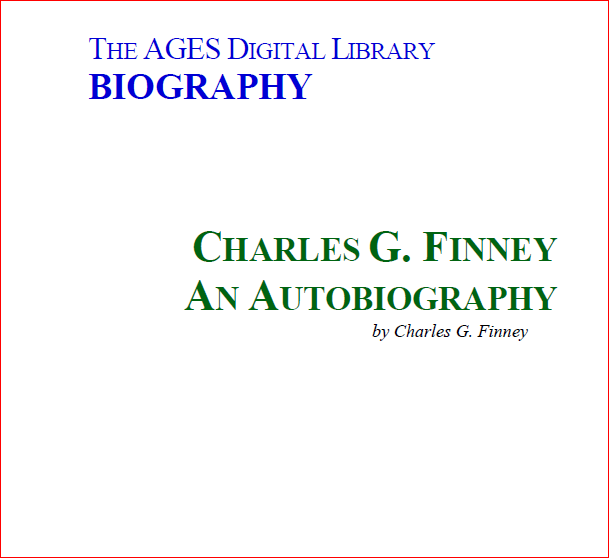 THE AGES DIGITAL LIBRARY
BIOGRAPHY
CHARLES G. FINNEY
AN AUTOBIOGRAPHY
by Charles G. Finney